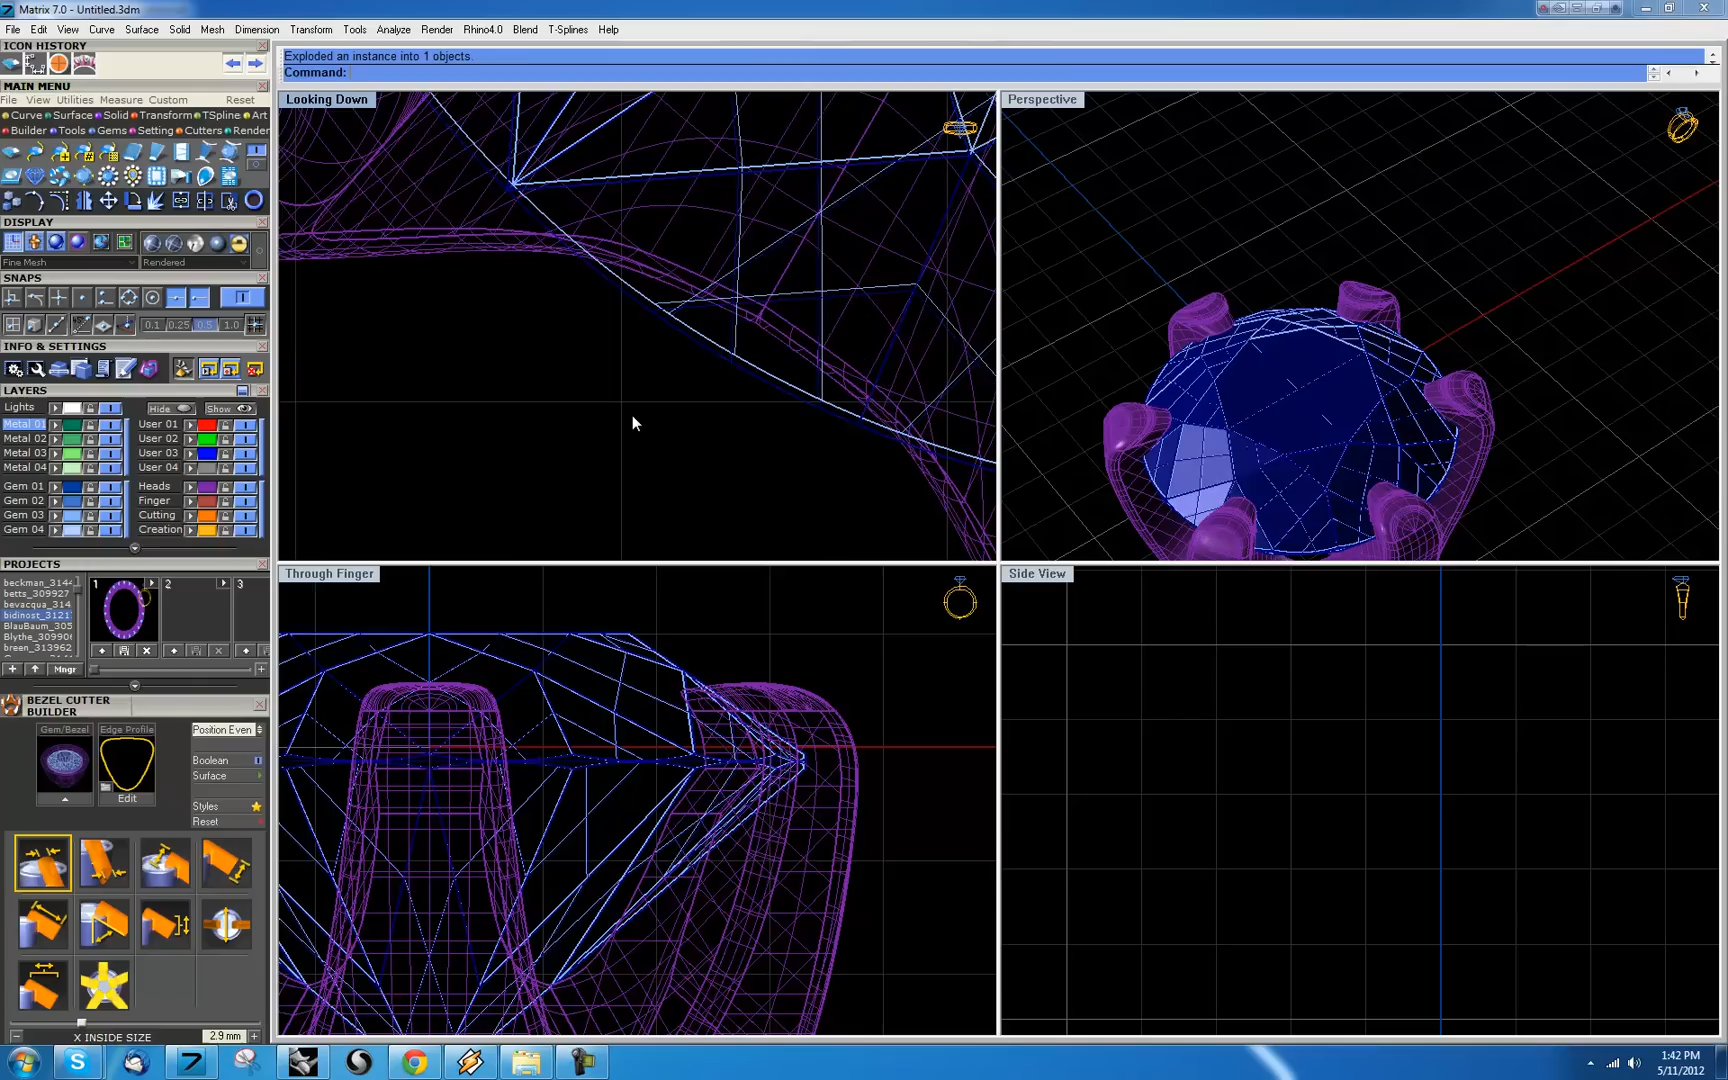 Matrix 7.0 - Untitled.3dm
File Edit View Curve Surface Solid Mesh Dimension Transform Tools Analyze Render Rhino4.0 Blend T-Splines Help
ICON HISTORY
Exploded an instance into 1 objects.
Command:
MAIN MENU
File View Utilities Measure Custom Reset
Curve Surface Solid Transform TSpline Art
Builder Tools Gems Setting Cutters Render
DISPLAY
Fine Mesh Rendered
SNAPS
0.1 0.25 0.5 1.0
INFO & SETTINGS
LAYERS
Lights Hide Show
Metal 01 User 01
Metal 02 User 02
Metal 03 User 03
Metal 04 User 04
Gem 01 Heads
Gem 02 Finger
Gem 03 Cutting
Gem 04 Creation
PROJECTS
beckman_3144
betts_309927
bevacqua_314
bidinost_3121
BlauBaum_305
Blythe_309906
breen_313962
1 2 3
Mngr
BEZEL CUTTER
BUILDER
Gem/Bezel Edge Profile Position Even
Boolean
Surface
Edit
Styles
Reset
X INSIDE SIZE 2.9 mm
Looking Down
Perspective
Through Finger
Side View
1:42 PM
5/11/2012